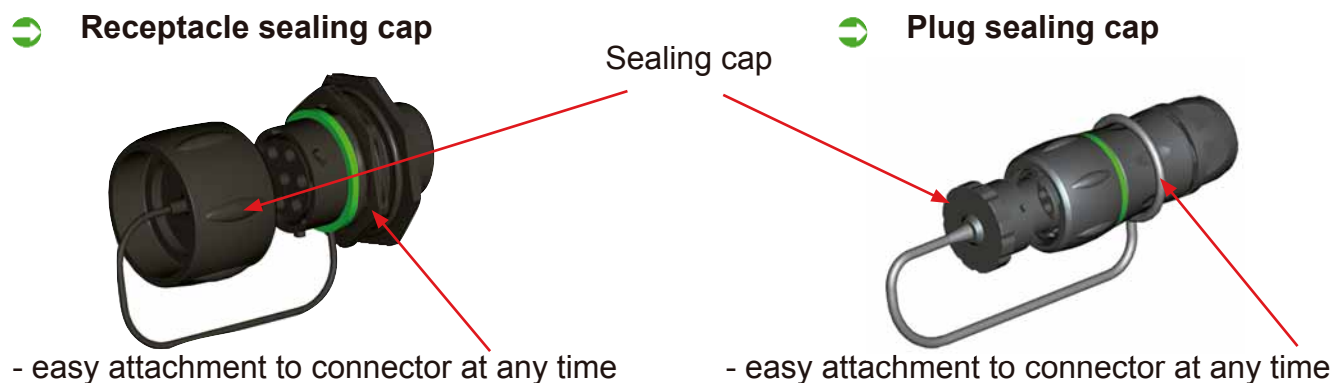 Receptacle sealing cap
Plug sealing cap
Sealing cap
- easy attachment to connector at any time
- easy attachment to connector at any time